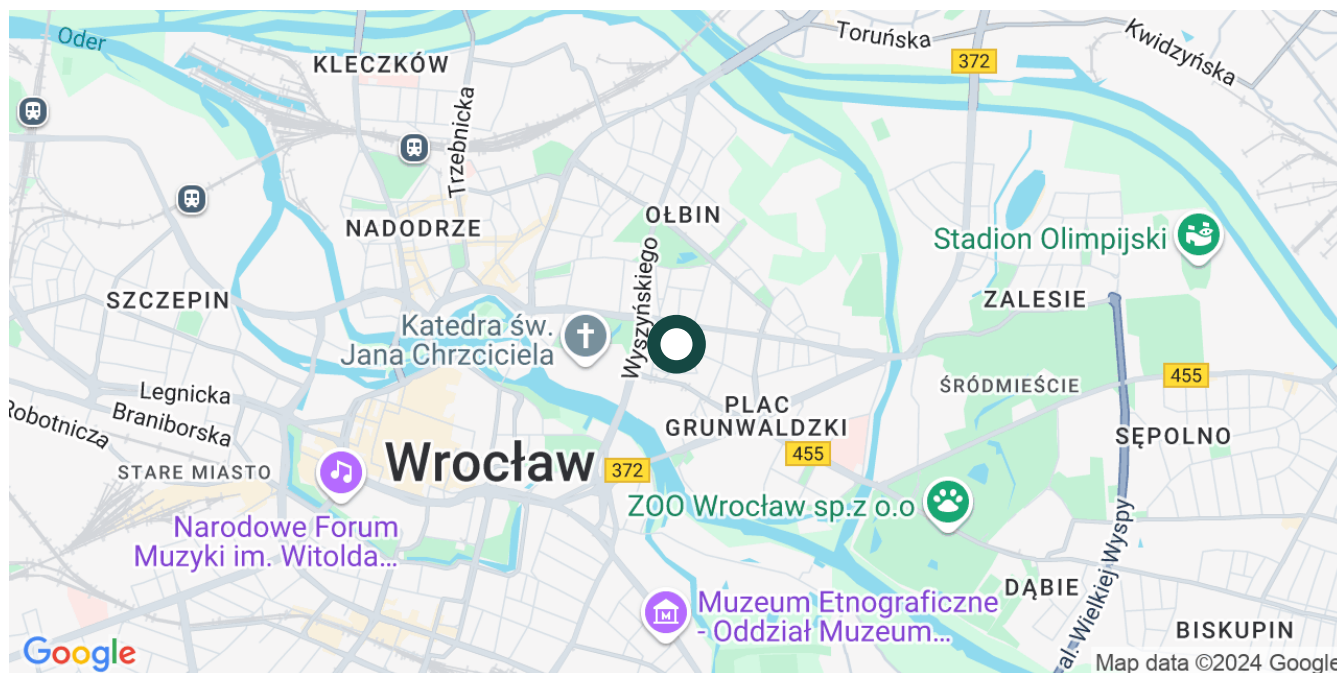 Oder
KLECZKÓW
Trzebnicka
Toruńska
Kwidzyńska
372
NADODRZE
OŁBIN
Stadion Olimpijski
SZCZEPIN
Wyszyńskiego
ZALESIE
Katedra św.
Jana Chrzciciela
Legnicka
Braniborska
Robotnicza
PLAC
GRUNWALDZKI
ŚRÓDMIEŚCIE
455
SĘPOLNO
STARE MIASTO
Wrocław
372
455
ZOO Wrocław sp.z o.o
Narodowe Forum
Muzyki im. Witolda...
al. Wielkiej Wyspy
DĄBIE
Muzeum Etnograficzne
- Oddział Muzeum...
M
BISKUPIN
Google
Map data ©2024 Google